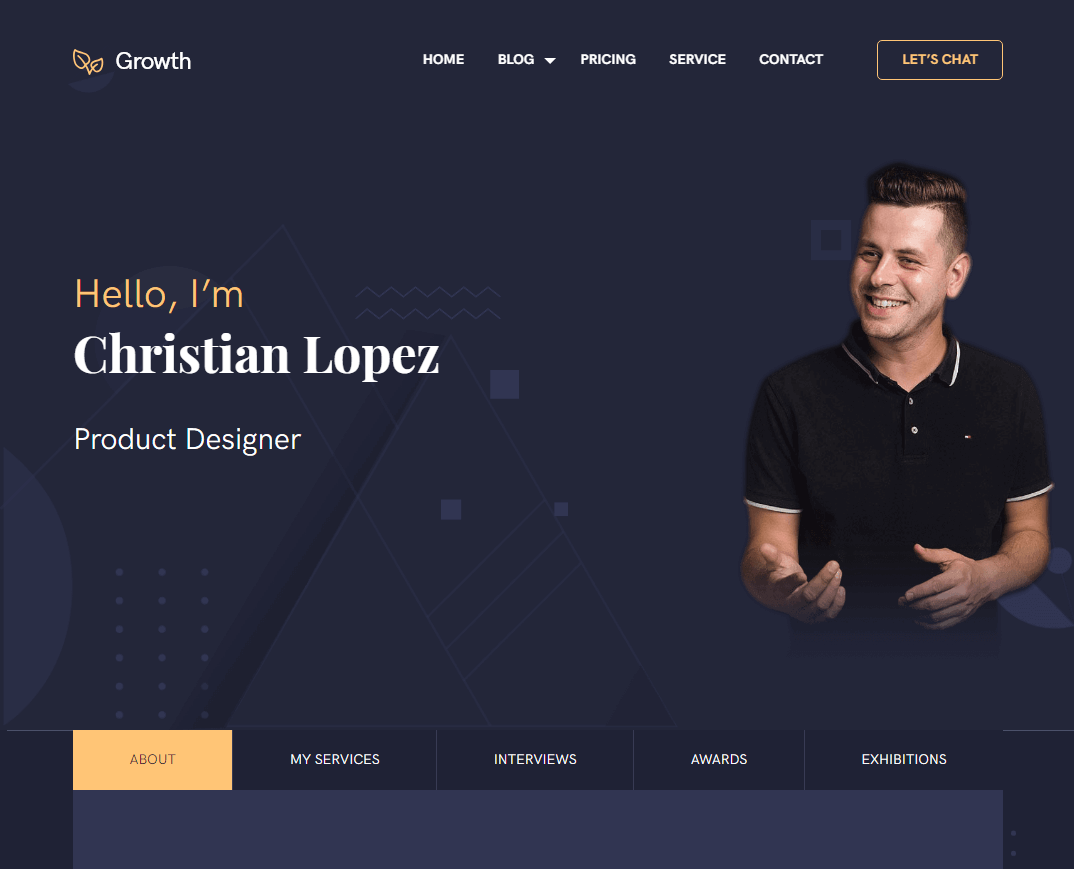 Growth
HOME
BLOG
PRICING
SERVICE
CONTACT
LET’S CHAT
Hello, I’m
Christian Lopez
Product Designer
ABOUT
MY SERVICES
INTERVIEWS
AWARDS
EXHIBITIONS